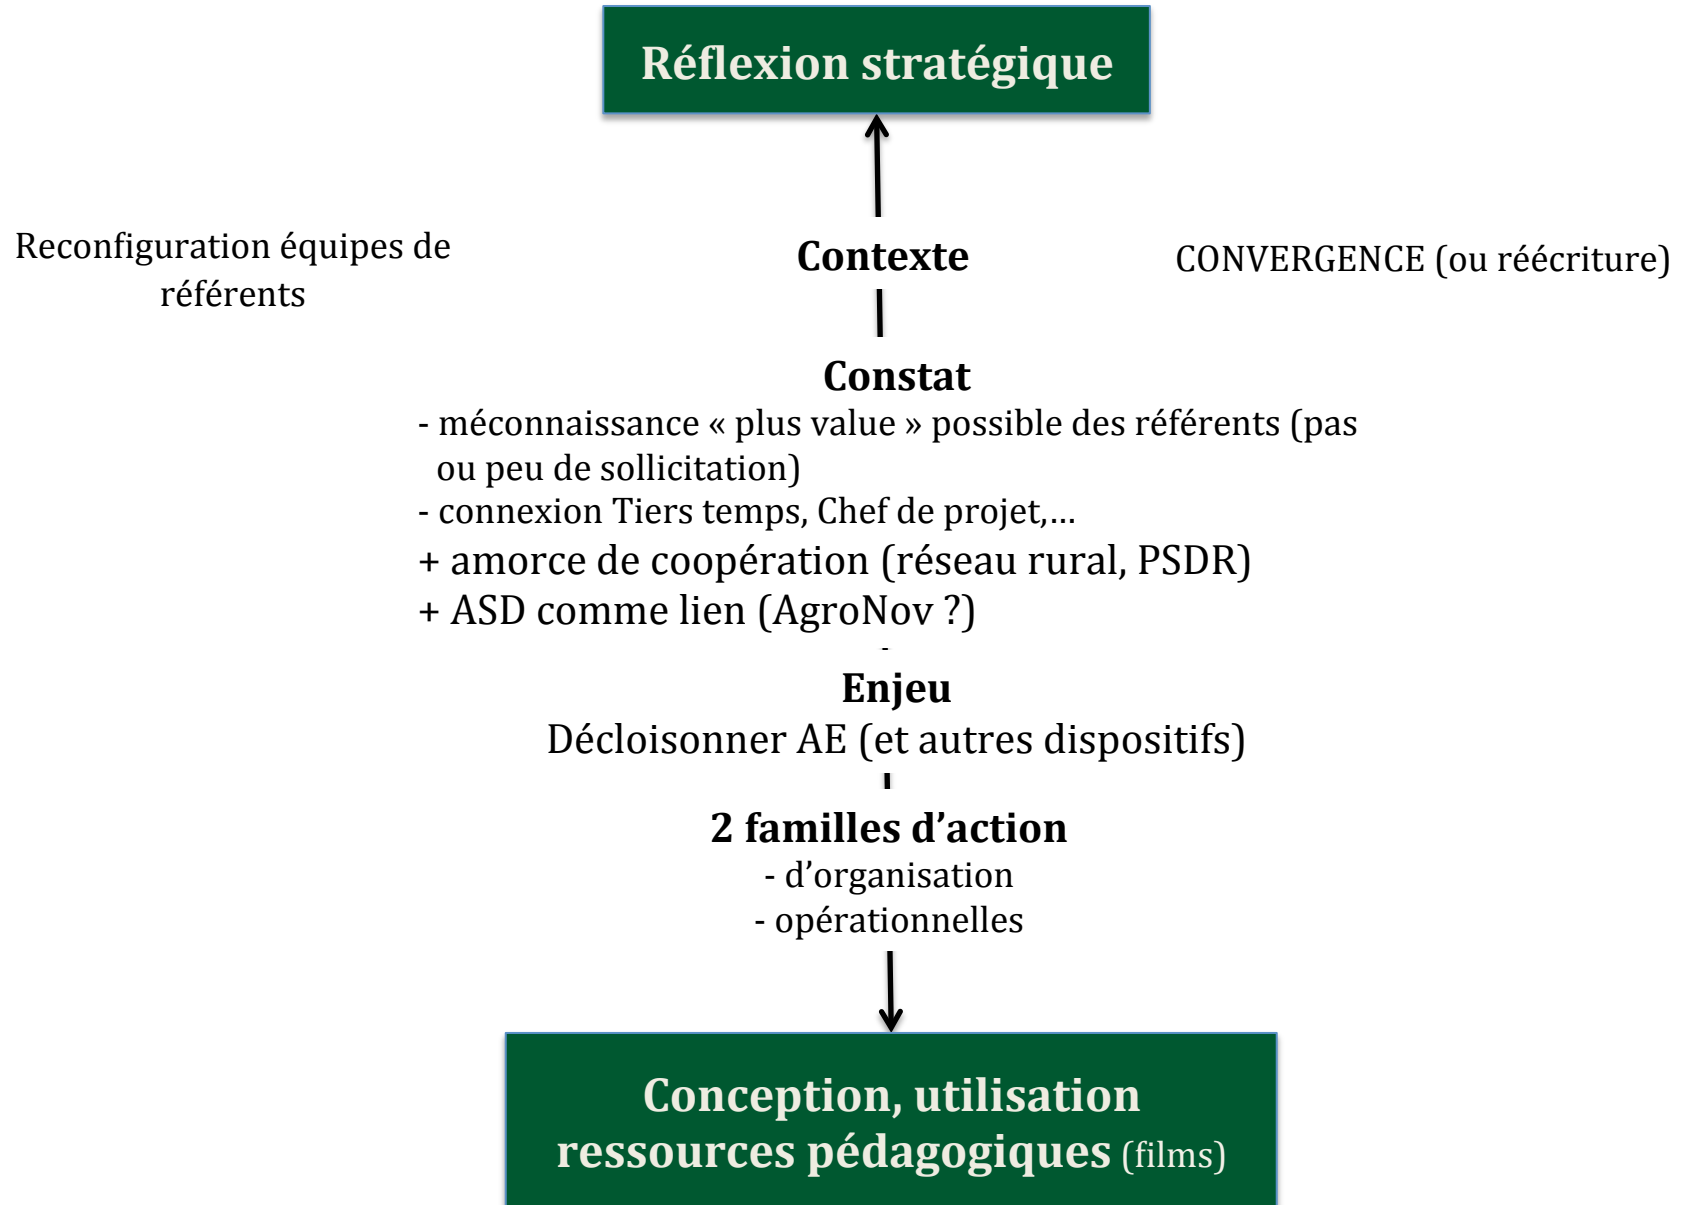 Réflexion stratégique
Reconfiguration équipes de
référents
Contexte
CONVERGENCE (ou réécriture)
Constat
- méconnaissance « plus value » possible des référents (pas
ou peu de sollicitation)
- connexion Tiers temps, Chef de projet,…
+ amorce de coopération (réseau rural, PSDR)
+ ASD comme lien (AgroNov ?)
Enjeu
Décloisonner AE (et autres dispositifs)
2 familles d’action
- d’organisation
- opérationnelles
Conception, utilisation
ressources pédagogiques (films)